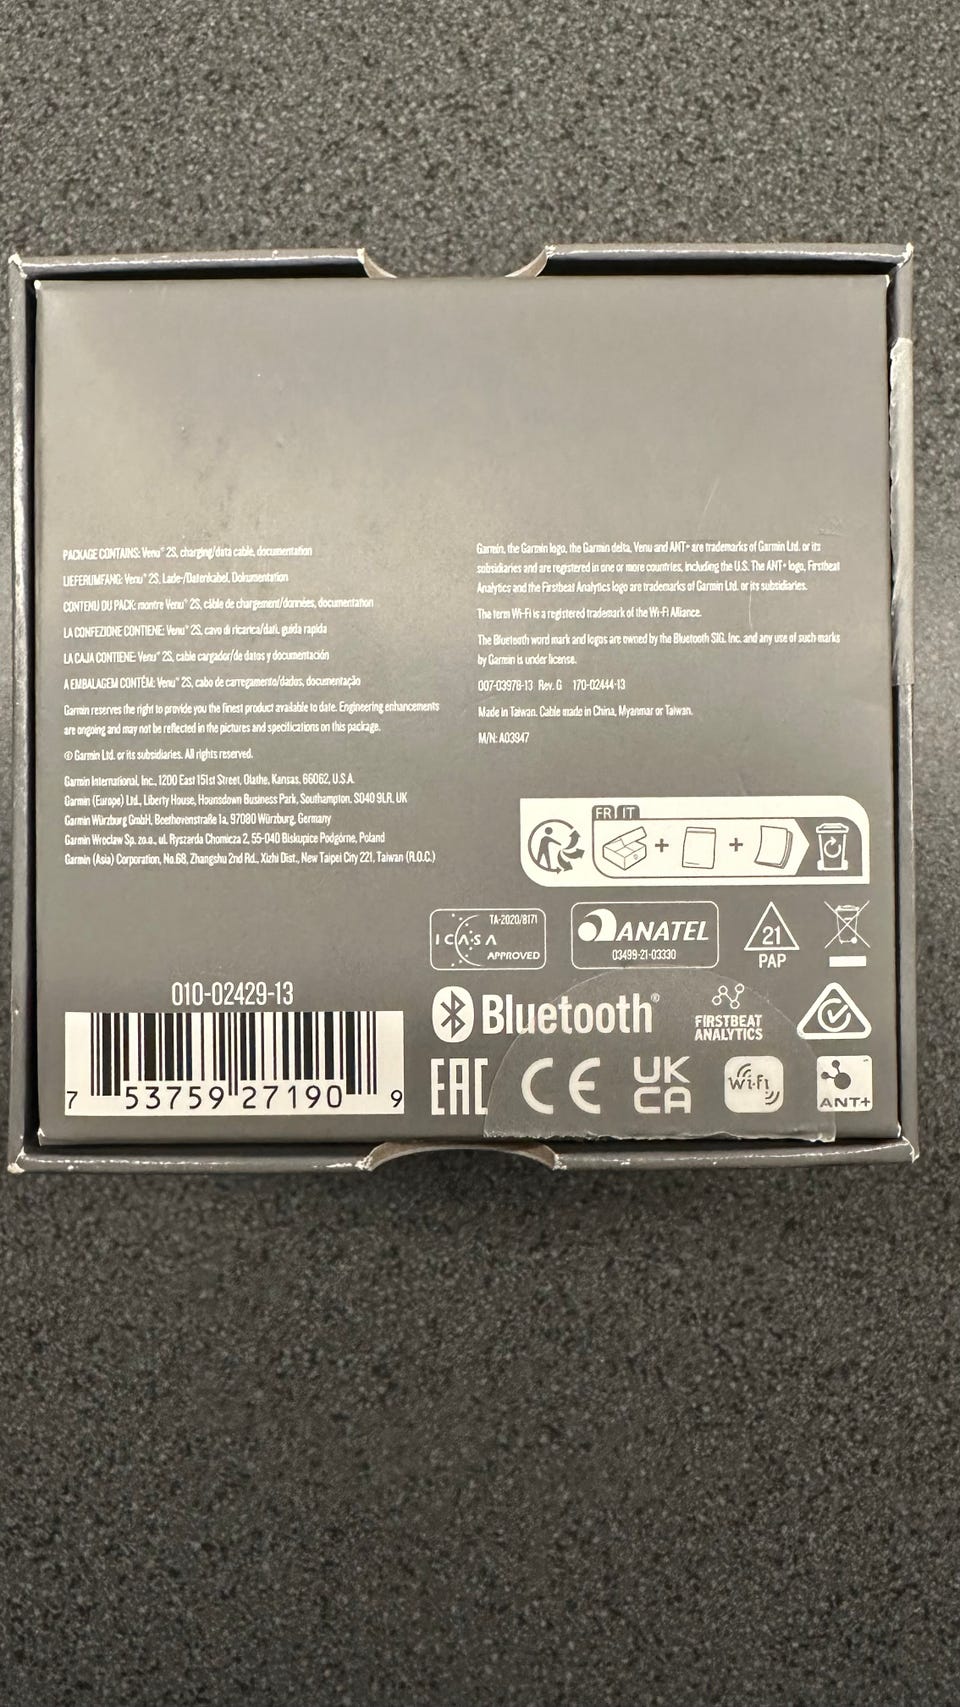 PACKAGE CONTAINS: Venu® 2S, charging/data cable, documentation
LIEFERUMFANG: Venu® 2S, Lade-/Datenkabel, Dokumentation
CONTENU DU PACK: montre Venu® 2S, câble de chargement/données, documentation
LA CONFEZIONE CONTIENE: Venu® 2S, cavo di ricarica/dati, guida rapida
LA CAJA CONTIENE: Venu® 2S, cable cargador/de datos y documentación
A EMBALAGEM CONTÉM: Venu® 2S, cabo de carregamento/dados, documentação
Garmin reserves the right to provide you the finest product available to date. Engineering enhancements
are ongoing and may not be reflected in the pictures and specifications on this package.
© Garmin Ltd. or its subsidiaries. All rights reserved.
Garmin International, Inc., 1200 East 151st Street, Olathe, Kansas. 66062, U.S.A.
Garmin (Europe) Ltd., Liberty House, Hounsdown Business Park, Southampton. SO40 9LR, UK
Garmin Würzburg GmbH, Beethovenstraße 1a, 97080 Würzburg, Germany
Garmin Wroclaw Sp. zo.o., ul. Ryszarda Chomicza 2, 55-040 Biskupice Podgórne, Poland
Garmin (Asia) Corporation, No.68, Zhangshu 2nd Rd., Xizhi Dist., New Taipei City 221, Taiwan (R.O.C.)
Garmin, the Garmin logo, the Garmin delta, Venu and ANT+ are trademarks of Garmin Ltd. or its
subsidiaries and are registered in one or more countries, including the U.S. The ANT+ logo, Firstbeat
Analytics and the Firstbeat Analytics logo are trademarks of Garmin Ltd. or its subsidiaries.
The term Wi-Fi is a registered trademark of the Wi-Fi Alliance.
The Bluetooth word mark and logos are owned by the Bluetooth SIG, Inc. and any use of such marks
by Garmin is under license.
007-03978-13 Rev. G 170-02444-13
Made in Taiwan. Cable made in China, Myanmar or Taiwan.
M/N: A03947
FR IT
+ +
TA-2020/8171
ICASA
APPROVED
ANATEL
03499-21-03330
21
PAP
010-02429-13
7 53759 27190 9
Bluetooth®
FIRSTBEAT
ANALYTICS
EAC CE UK
CA
Wi-Fi
ANT+